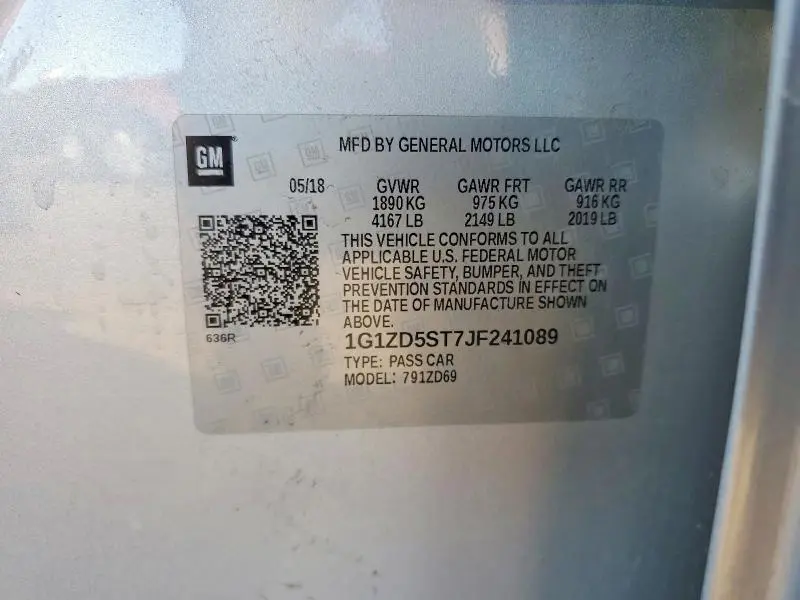 GM
MFD BY GENERAL MOTORS LLC
05/18 GVWR GAWR FRT GAWR RR
1890 KG 975 KG 916 KG
4167 LB 2149 LB 2019 LB
THIS VEHICLE CONFORMS TO ALL
APPLICABLE U.S. FEDERAL MOTOR
VEHICLE SAFETY, BUMPER, AND THEFT
PREVENTION STANDARDS IN EFFECT ON
THE DATE OF MANUFACTURE SHOWN
ABOVE.
636R
1G1ZD5ST7JF241089
TYPE: PASS CAR
MODEL: 791ZD69